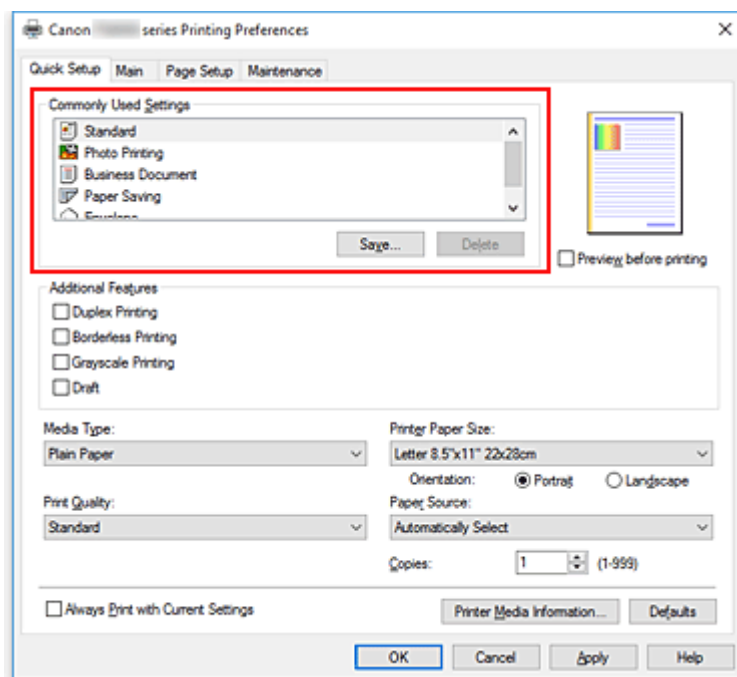 Canon series Printing Preferences
Quick Setup Main Page Setup Maintenance
Commonly Used Settings
Standard
Photo Printing
Business Document
Paper Saving
Envelope
Save... Delete
Preview before printing
Additional Features
Duplex Printing
Borderless Printing
Grayscale Printing
Draft
Media Type:
Plain Paper
Printer Paper Size:
Letter 8.5"x11" 22x28cm
Orientation: Portrait Landscape
Print Quality:
Standard
Paper Source:
Automatically Select
Copies: 1 (1-999)
Always Print with Current Settings
Printer Media Information... Defaults
OK Cancel Apply Help